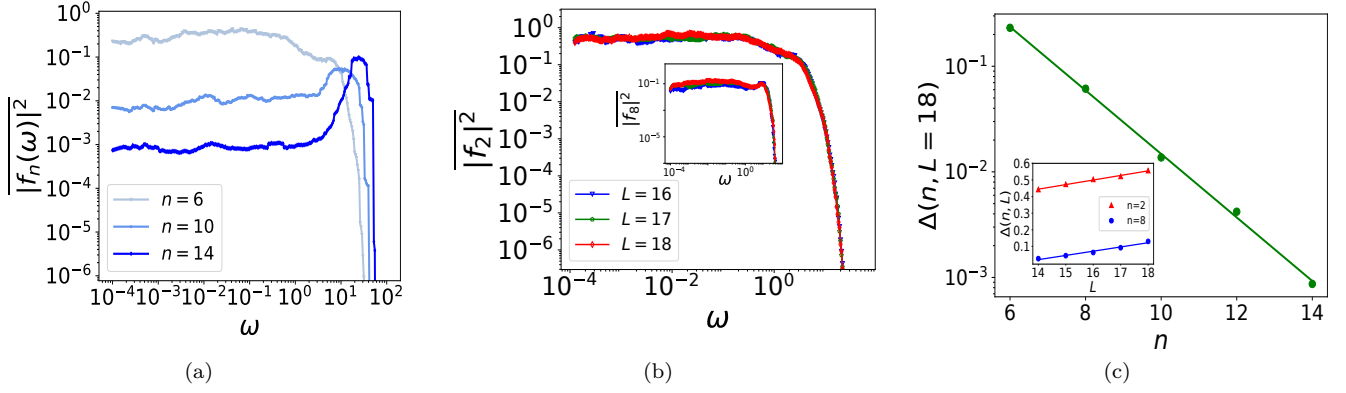 10^0
10^{-1}
10^{-2}
10^{-3}
10^{-4}
10^{-5}
10^{-6}
\overline{|f_n(ω)|^2}
n = 6
n = 10
n = 14
10^{-4} 10^{-3} 10^{-2} 10^{-1} 10^0 10^1 10^2
ω
(a)
10^0
10^{-1}
10^{-2}
10^{-3}
10^{-4}
10^{-5}
10^{-6}
\overline{|f_2|^2}
10^{-1}
10^{-5}
\overline{|f_8|^2}
10^{-4} 10^{-2} 10^0
ω
L = 16
L = 17
L = 18
10^{-4} 10^{-2} 10^0
ω
(b)
10^{-1}
10^{-2}
10^{-3}
Δ(n, L = 18)
0.6
0.5
0.4
0.3
0.2
0.1
Δ(n, L)
n=2
n=8
14 15 16 17 18
L
6 8 10 12 14
n
(c)